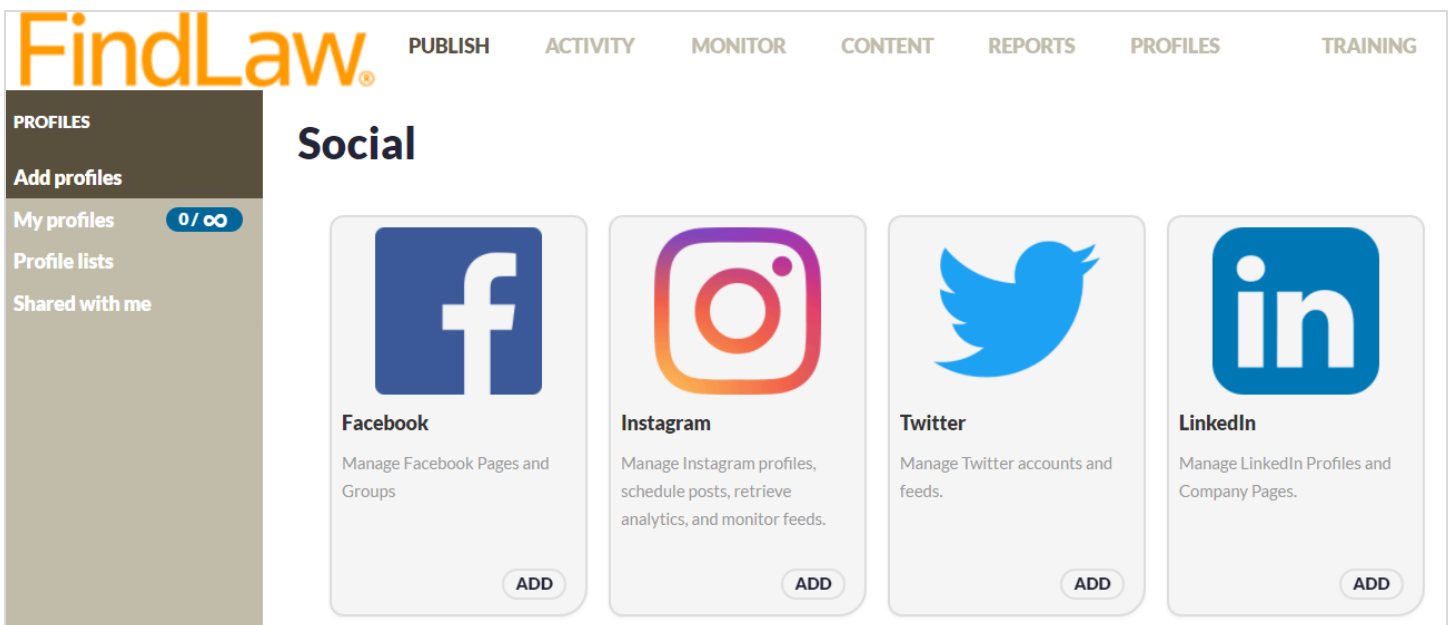 FindLaw®
PUBLISH ACTIVITY MONITOR CONTENT REPORTS PROFILES TRAINING
PROFILES
Add profiles
My profiles 0/∞
Profile lists
Shared with me
Social
Facebook
Manage Facebook Pages and
Groups
ADD
Instagram
Manage Instagram profiles,
schedule posts, retrieve
analytics, and monitor feeds.
ADD
Twitter
Manage Twitter accounts and
feeds.
ADD
in
LinkedIn
Manage LinkedIn Profiles and
Company Pages.
ADD